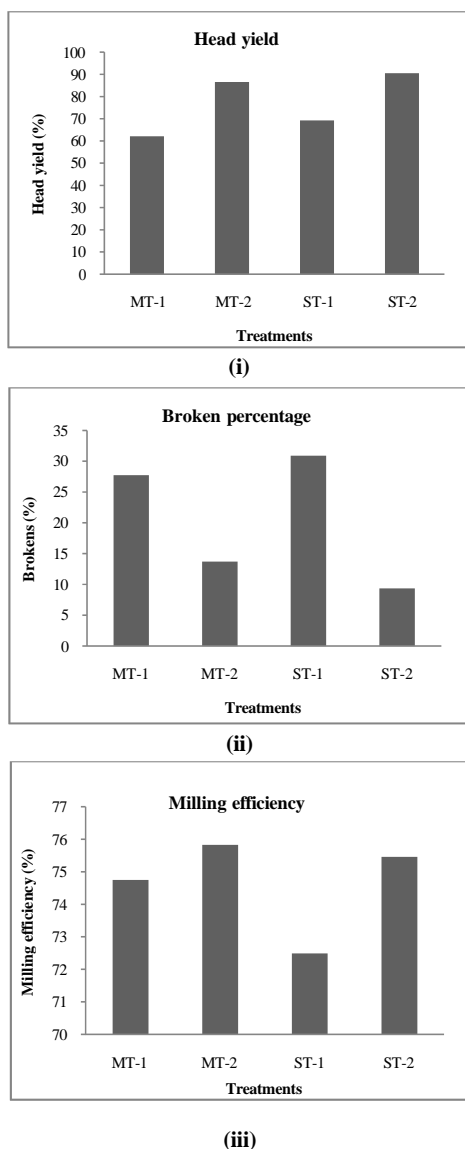 Head yield
100
90
80
70
60
50
40
30
20
10
0
Head yield (%)
MT-1 MT-2 ST-1 ST-2
Treatments
(i)
Broken percentage
35
30
25
20
15
10
5
0
Brokens (%)
MT-1 MT-2 ST-1 ST-2
Treatments
(ii)
Milling efficiency
77
76
75
74
73
72
71
70
Milling efficiency (%)
MT-1 MT-2 ST-1 ST-2
Treatments
(iii)